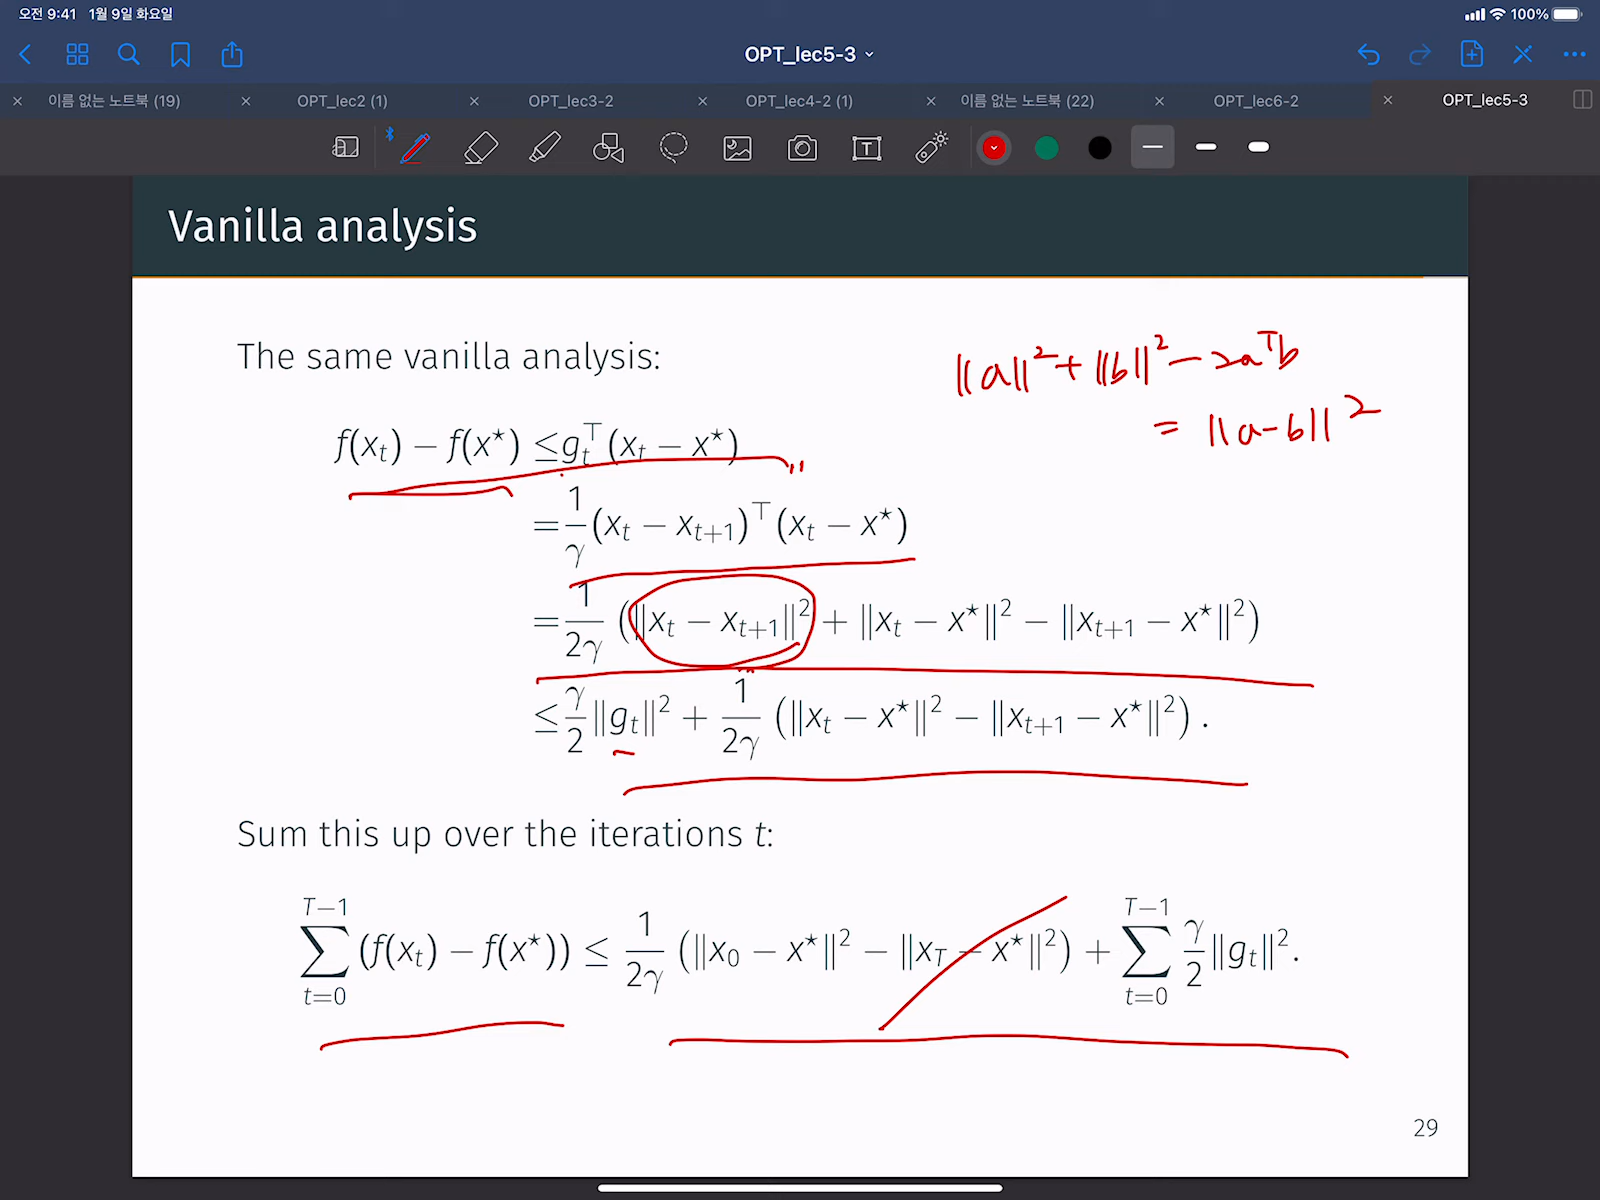 오전 9:41 1월 9일 화요일 100%
OPT_lec5-3
이름 없는 노트북 (19) OPT_lec2 (1) OPT_lec3-2 OPT_lec4-2 (1) 이름 없는 노트북 (22) OPT_lec6-2 OPT_lec5-3
T
Vanilla analysis
The same vanilla analysis:
‖a‖² + ‖b‖² − 2aᵀb
= ‖a-b‖²
f(xₜ) − f(x⋆) ≤ gₜ⊤(xₜ − x⋆)
= 1/γ (xₜ − xₜ₊₁)⊤(xₜ − x⋆)
= 1/2γ (‖xₜ − xₜ₊₁‖² + ‖xₜ − x⋆‖² − ‖xₜ₊₁ − x⋆‖²)
≤ γ/2 ‖gₜ‖² + 1/2γ (‖xₜ − x⋆‖² − ‖xₜ₊₁ − x⋆‖²).
Sum this up over the iterations t:
∑_{t=0}^{T−1} (f(xₜ) − f(x⋆)) ≤ 1/2γ (‖x₀ − x⋆‖² − ‖x_T − x⋆‖²) + ∑_{t=0}^{T−1} γ/2 ‖gₜ‖².
29